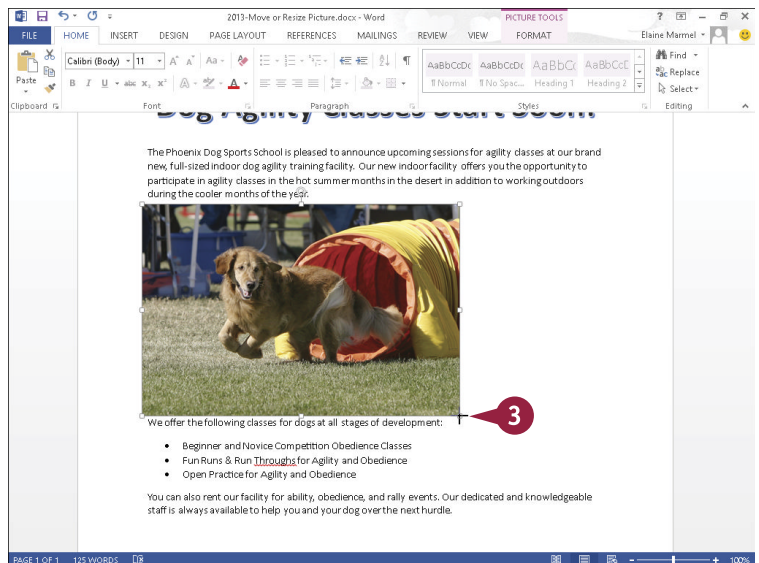 2013-Move or Resize Picture.docx - Word
PICTURE TOOLS
FILE HOME INSERT DESIGN PAGE LAYOUT REFERENCES MAILINGS REVIEW VIEW FORMAT Elaine Marmel
Calibri (Body) 11 A A Aa
Paste B I U abc x₂ x² A A
AaBbCcDc AaBbCcDc AaBbCc AaBbCcD
¶ Normal ¶ No Spac... Heading 1 Heading 2
Find
Replace
Select
Clipboard Font Paragraph Styles Editing
Dog Agility Classes Start Soon!
The Phoenix Dog Sports School is pleased to announce upcoming sessions for agility classes at our brand
new, full-sized indoor dog agility training facility. Our new indoor facility offers you the opportunity to
participate in agility classes in the hot summer months in the desert in addition to working outdoors
during the cooler months of the year.
3
We offer the following classes for dogs at all stages of development:
• Beginner and Novice Competition Obedience Classes
• Fun Runs & Run Throughs for Agility and Obedience
• Open Practice for Agility and Obedience
You can also rent our facility for ability, obedience, and rally events. Our dedicated and knowledgeable
staff is always available to help you and your dog over the next hurdle.
PAGE 1 OF 1 125 WORDS 100%